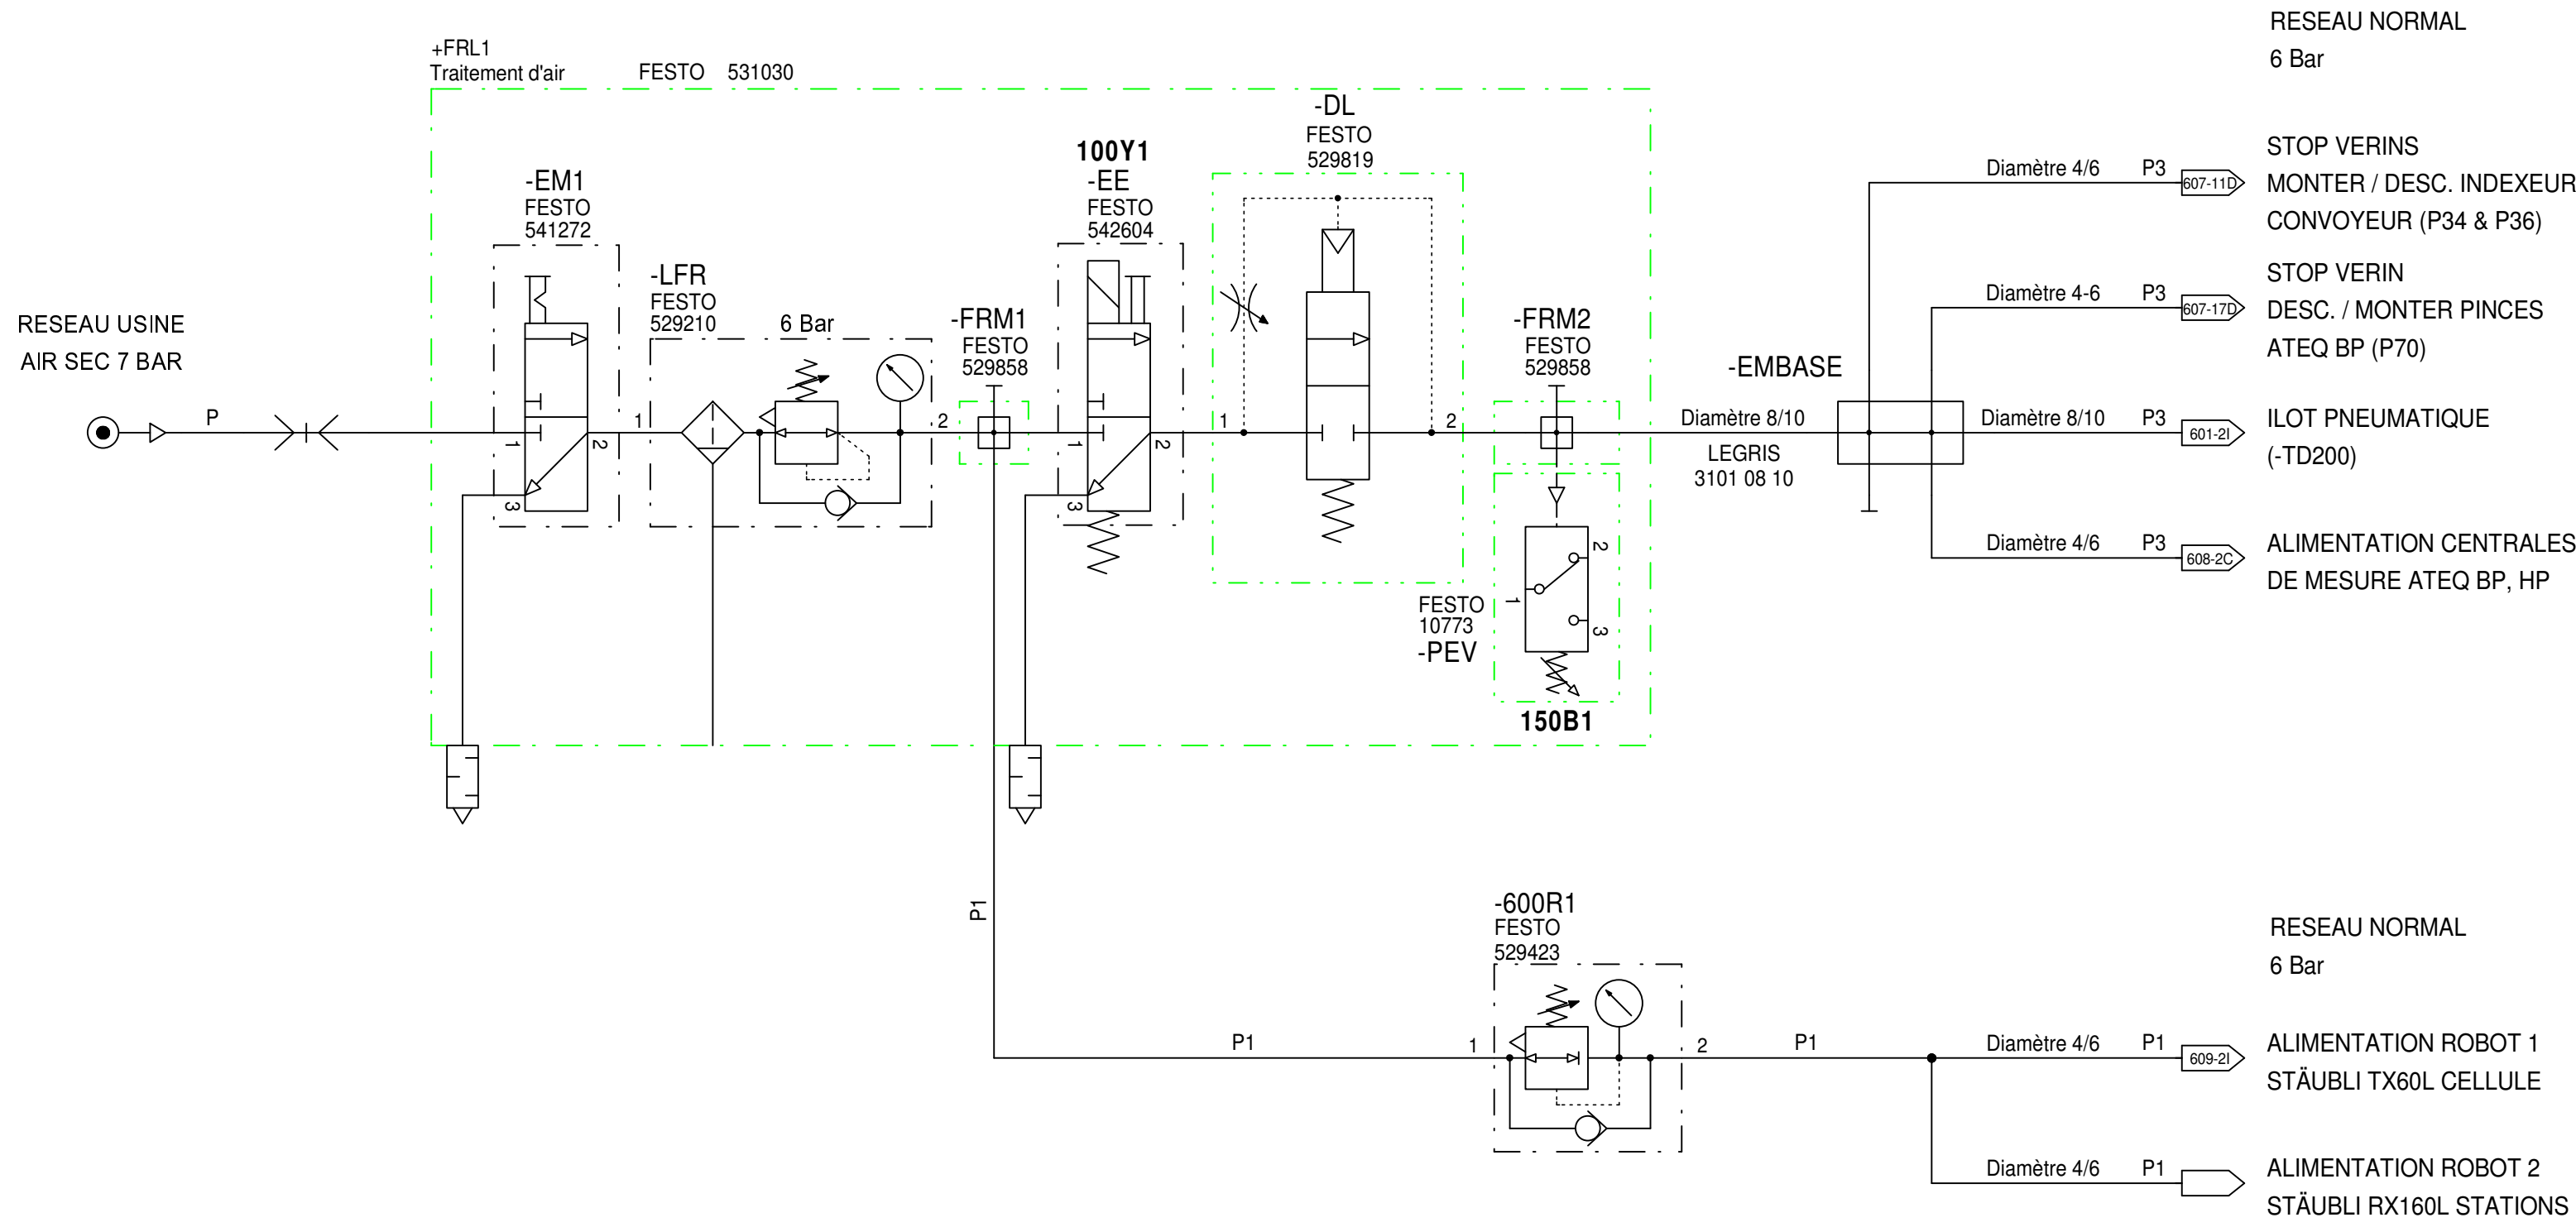 RESEAU NORMAL
6 Bar
+FRL1
Traitement d'air
FESTO 531030
-DL
FESTO
529819
100Y1
-EE
FESTO
542604
-EM1
FESTO
541272
-LFR
FESTO
529210
6 Bar
-FRM1
FESTO
529858
-FRM2
FESTO
529858
RESEAU USINE
AIR SEC 7 BAR
P
1
2
3
1
2
1
2
3
1
2
FESTO
10773
-PEV
1
2
3
150B1
-EMBASE
Diamètre 8/10
LEGRIS
3101 08 10
Diamètre 4/6 P3 607-11D
STOP VERINS
MONTER / DESC. INDEXEUR
CONVOYEUR (P34 & P36)
Diamètre 4-6 P3 607-17D
STOP VERIN
DESC. / MONTER PINCES
ATEQ BP (P70)
Diamètre 8/10 P3 601-2I
ILOT PNEUMATIQUE
(-TD200)
Diamètre 4/6 P3 608-2C
ALIMENTATION CENTRALES
DE MESURE ATEQ BP, HP
P1
P1
-600R1
FESTO
529423
1
2
P1
RESEAU NORMAL
6 Bar
Diamètre 4/6 P1 609-2I
ALIMENTATION ROBOT 1
STÄUBLI TX60L CELLULE
Diamètre 4/6 P1
ALIMENTATION ROBOT 2
STÄUBLI RX160L STATIONS